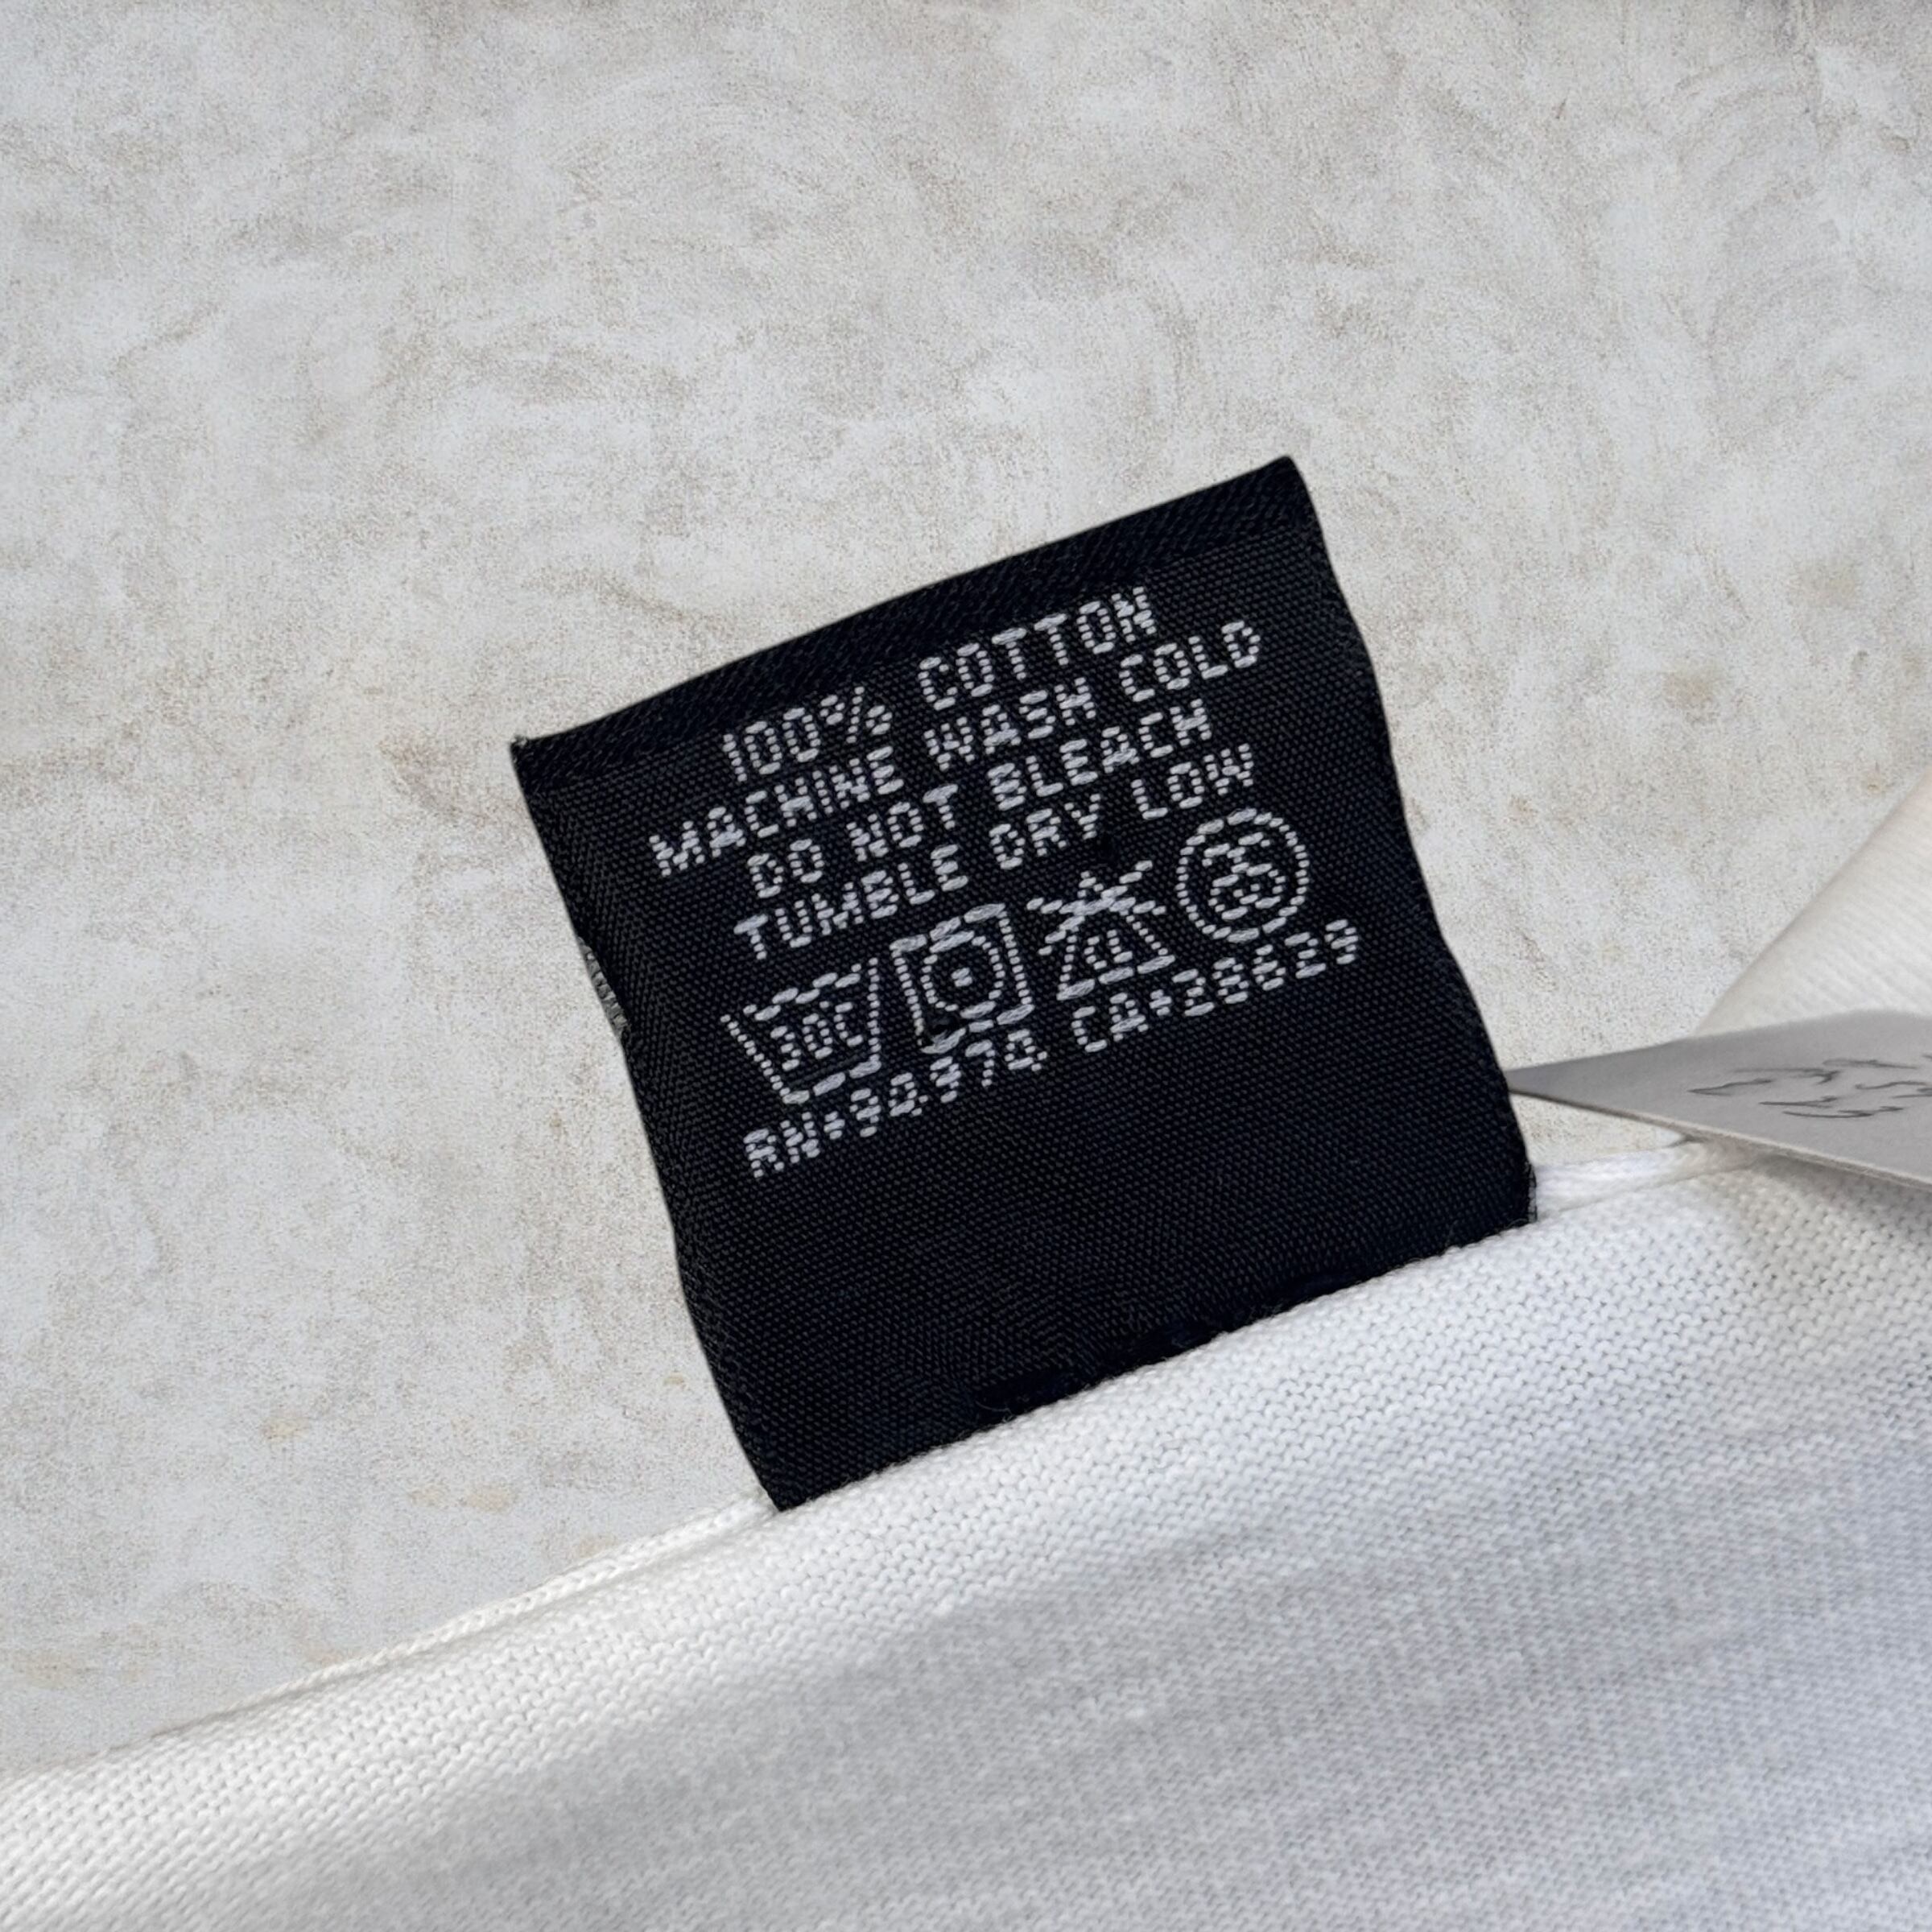 100% COTTON
MACHINE WASH COLD
DO NOT BLEACH
TUMBLE DRY LOW
30C
RN•94974 CA•28629